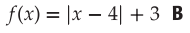 f(x) = |x − 4| + 3 B